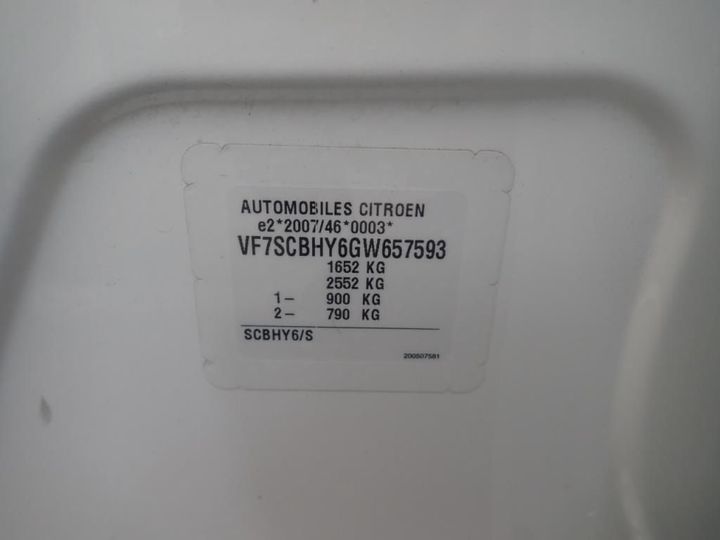 AUTOMOBILES CITROEN
e2*2007/46*0003*
VF7SCBHY6GW657593
1652 KG
2552 KG
1- 900 KG
2- 790 KG
SCBHY6/S
200507581